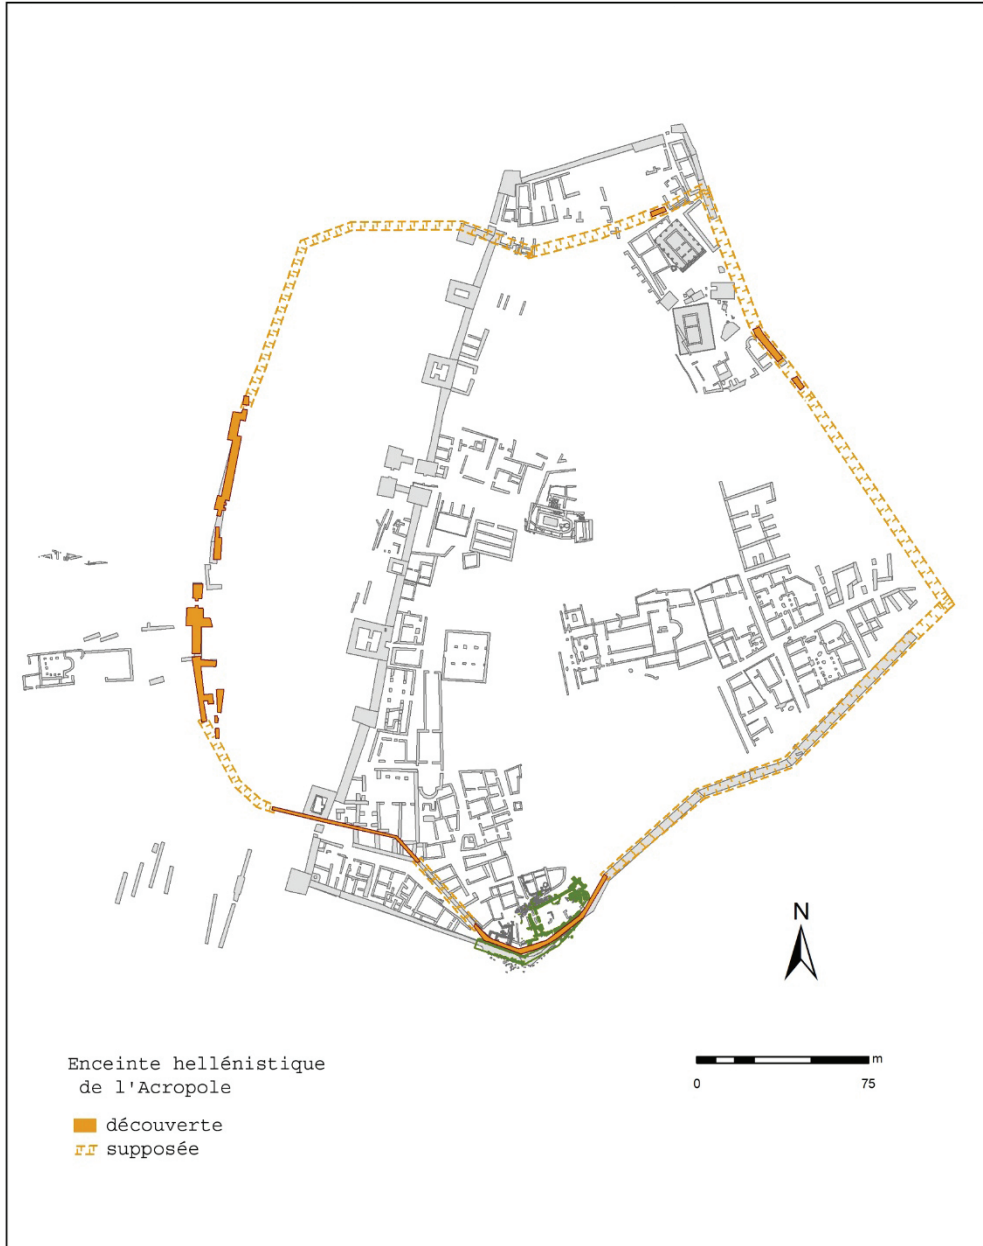 N
m
0 75
Enceinte hellénistique
de l'Acropole
découverte
supposée